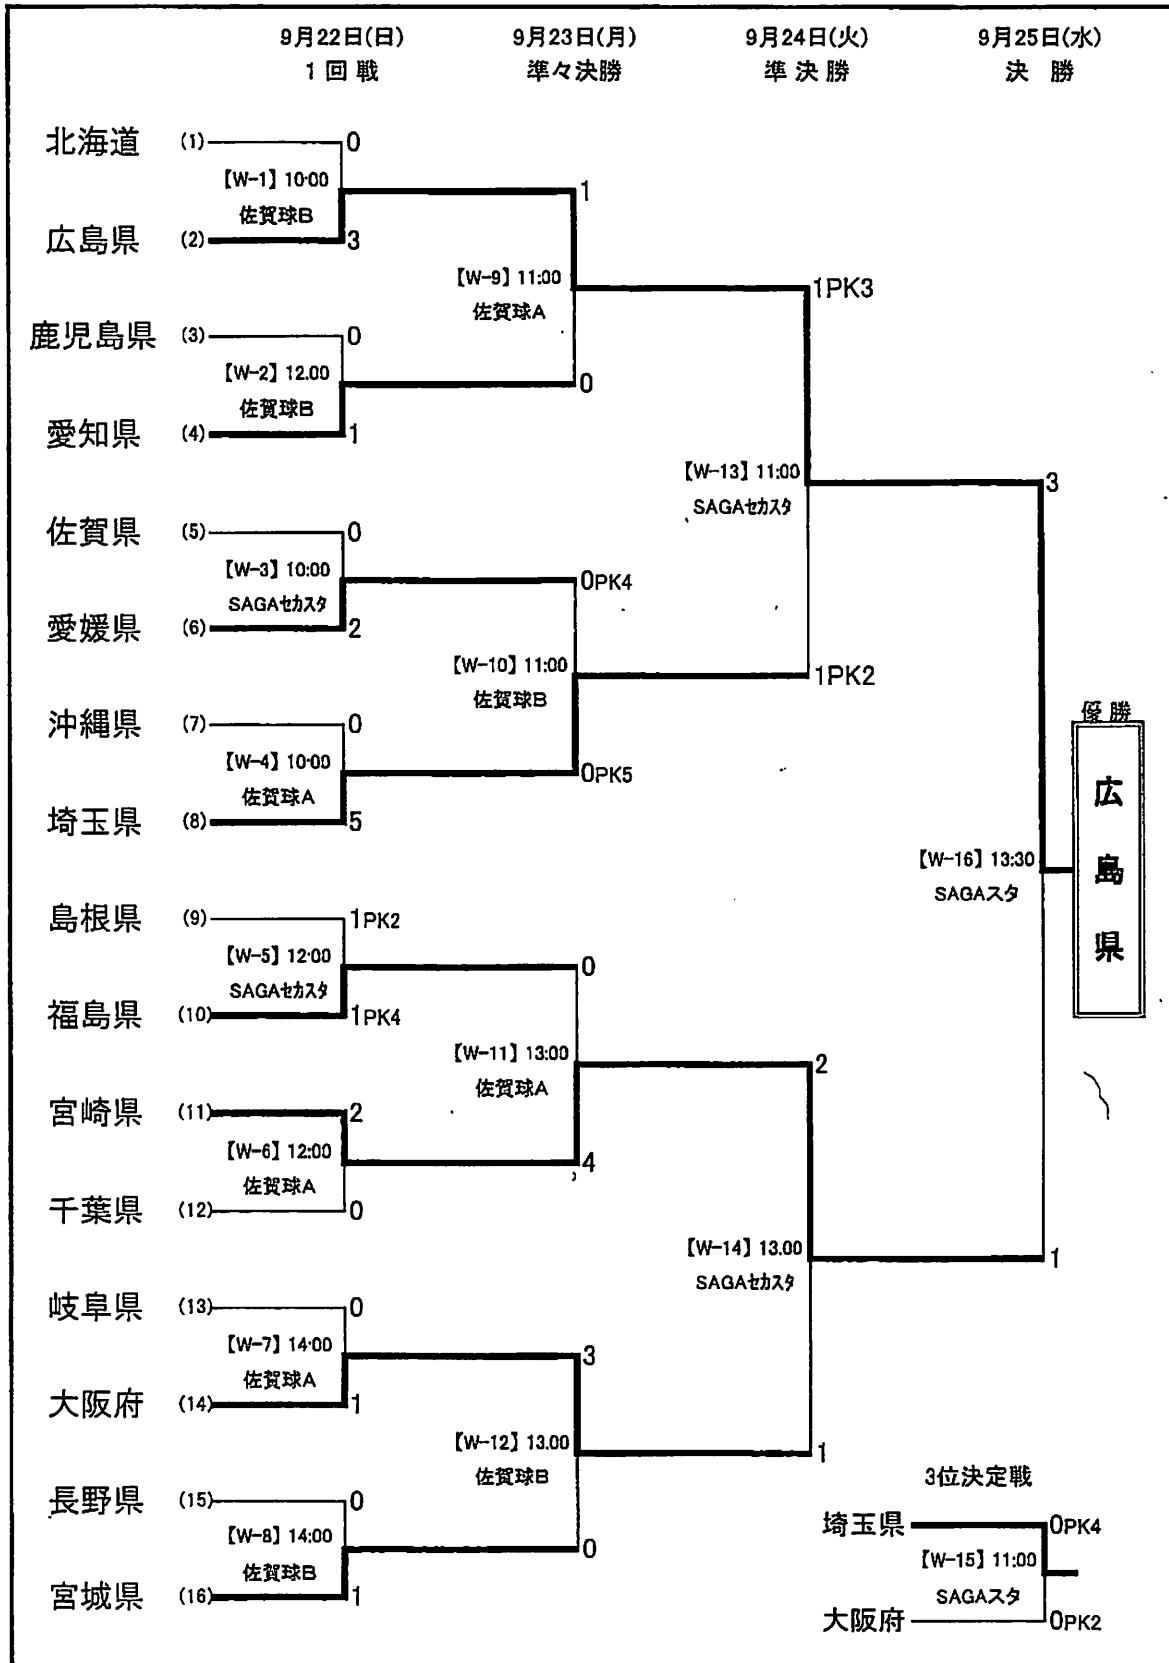 9月22日(日) 9月23日(月) 9月24日(火) 9月25日(水)
1回戦 準々決勝 準決勝 決 勝
北海道 (1) 0
【W-1】10:00 1
佐賀球B
広島県 (2) 3
【W-9】11:00 1PK3
佐賀球A
鹿児島県 (3) 0
【W-2】12.00 0
佐賀球B
愛知県 (4) 1
【W-13】11:00 3
SAGAセカスタ
佐賀県 (5) 0
【W-3】10:00 0PK4
SAGAセカスタ
愛媛県 (6) 2
【W-10】11:00 1PK2
佐賀球B
沖縄県 (7) 0
【W-4】10:00 0PK5
佐賀球A
埼玉県 (8) 5
優勝
広島県
【W-16】13:30
SAGAスタ
島根県 (9) 1PK2
【W-5】12:00 0
SAGAセカスタ
福島県 (10) 1PK4
【W-11】13:00 2
佐賀球A
宮崎県 (11) 2
【W-6】12:00 4
佐賀球A
千葉県 (12) 0
【W-14】13.00 1
SAGAセカスタ
岐阜県 (13) 0
【W-7】14:00 3
佐賀球A
大阪府 (14) 1
【W-12】13.00 1
佐賀球B
長野県 (15) 0
【W-8】14:00 0
佐賀球B
宮城県 (16) 1
3位決定戦
埼玉県 0PK4
【W-15】11:00
SAGAスタ
大阪府 0PK2